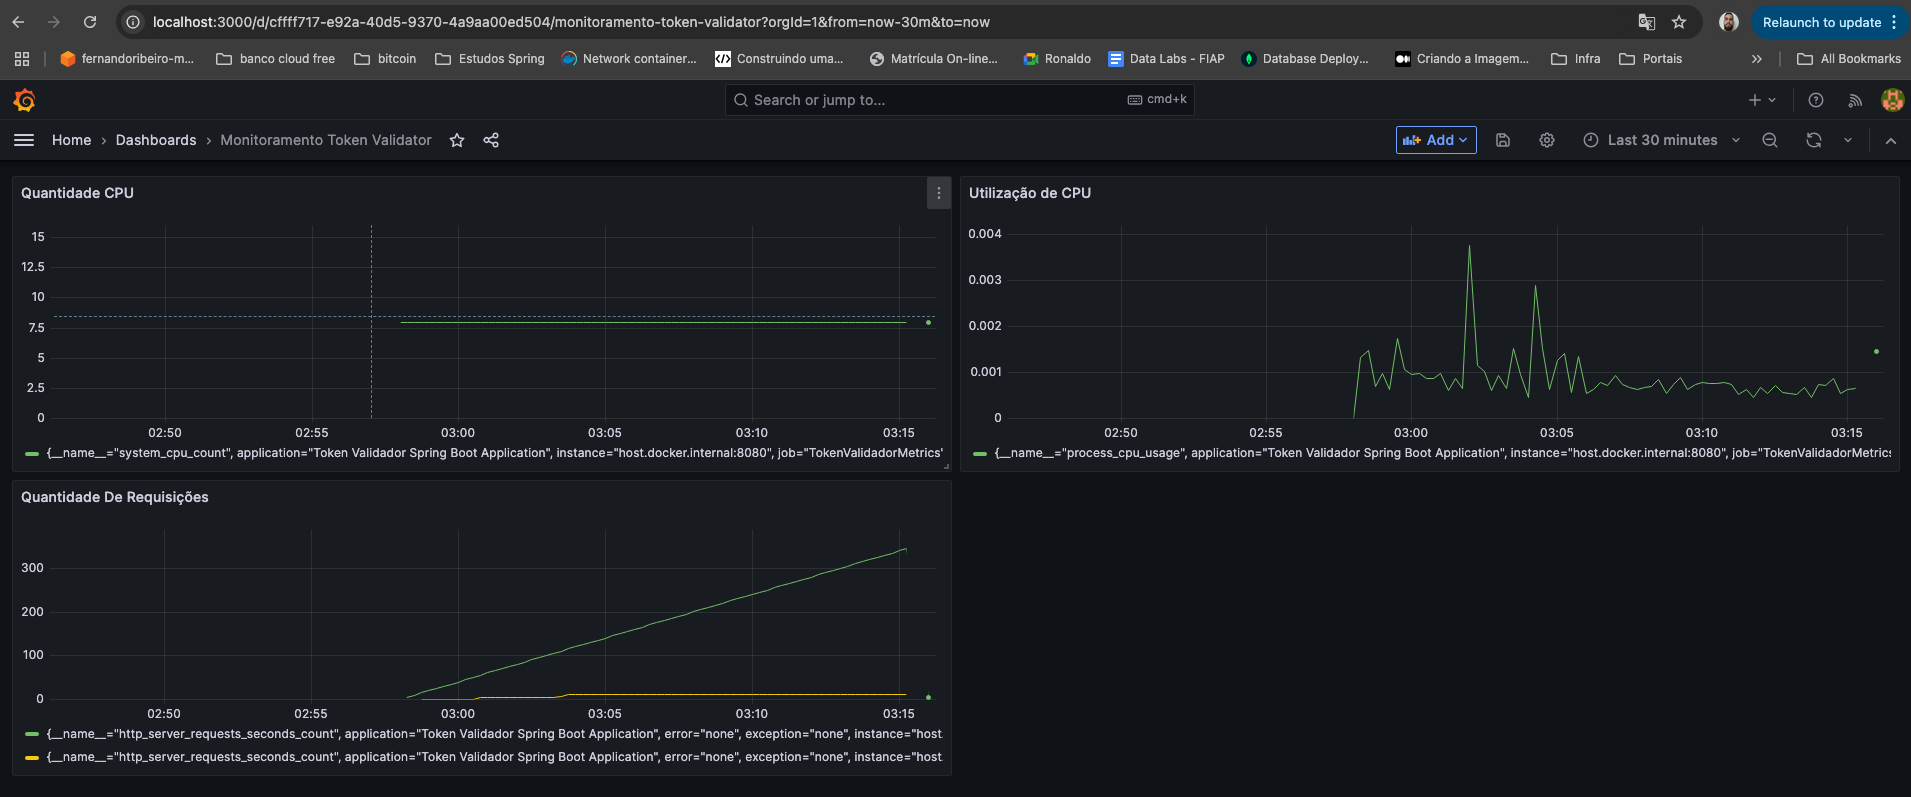 localhost:3000/d/cffff717-e92a-40d5-9370-4a9aa00ed504/monitoramento-token-validator?orgId=1&from=now-30m&to=now
Relaunch to update
fernandoribeiro-m... banco cloud free bitcoin Estudos Spring Network container... Construindo uma... Matrícula On-line... Ronaldo Data Labs - FIAP Database Deploy... Criando a Imagem... Infra Portais » All Bookmarks
Search or jump to... cmd+k
Home › Dashboards › Monitoramento Token Validator Add Last 30 minutes
Quantidade CPU
15
12.5
10
7.5
5
2.5
0
02:50 02:55 03:00 03:05 03:10 03:15
{__name__="system_cpu_count", application="Token Validador Spring Boot Application", instance="host.docker.internal:8080", job="TokenValidadorMetrics"
Utilização de CPU
0.004
0.003
0.002
0.001
0
02:50 02:55 03:00 03:05 03:10 03:15
{__name__="process_cpu_usage", application="Token Validador Spring Boot Application", instance="host.docker.internal:8080", job="TokenValidadorMetrics
Quantidade De Requisições
300
200
100
0
02:50 02:55 03:00 03:05 03:10 03:15
{__name__="http_server_requests_seconds_count", application="Token Validador Spring Boot Application", error="none", exception="none", instance="host.
{__name__="http_server_requests_seconds_count", application="Token Validador Spring Boot Application", error="none", exception="none", instance="host.